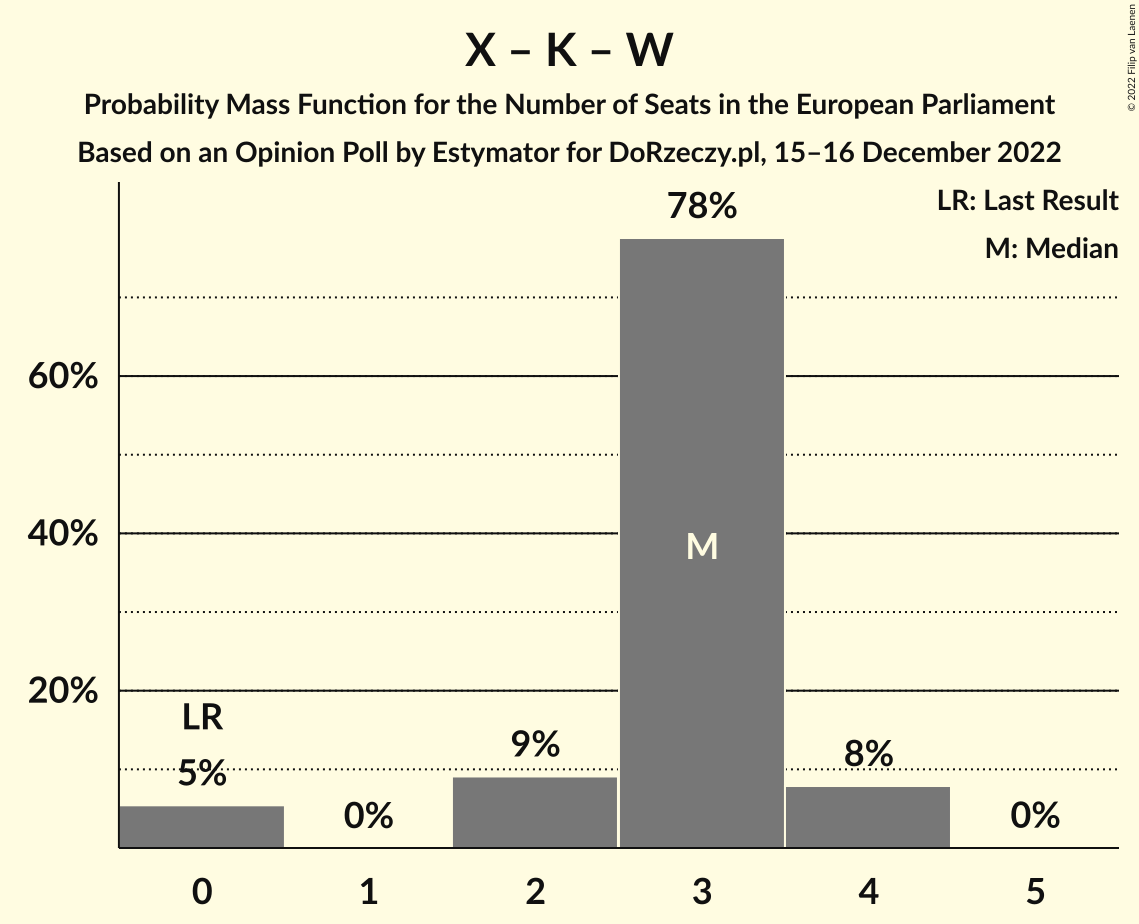 X – K – W
Probability Mass Function for the Number of Seats in the European Parliament
Based on an Opinion Poll by Estymator for DoRzeczy.pl, 15–16 December 2022
© 2022 Filip van Laenen
LR: Last Result
M: Median
78%
60%
40%
20%
M
LR
5%
0%
9%
8%
0%
0 1 2 3 4 5